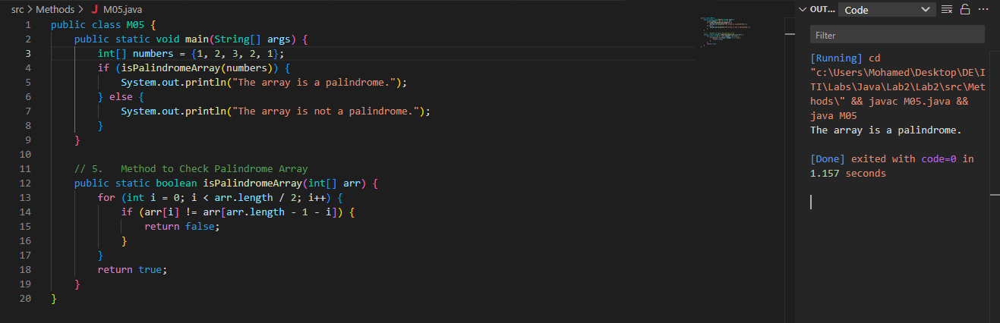 src > Methods > J M05.java
1 public class M05 {
2 public static void main(String[] args) {
3 int[] numbers = {1, 2, 3, 2, 1};
4 if (isPalindromeArray(numbers)) {
5 System.out.println("The array is a palindrome.");
6 } else {
7 System.out.println("The array is not a palindrome.");
8 }
9 }
10
11 // 5.   Method to Check Palindrome Array
12 public static boolean isPalindromeArray(int[] arr) {
13 for (int i = 0; i < arr.length / 2; i++) {
14 if (arr[i] != arr[arr.length - 1 - i]) {
15 return false;
16 }
17 }
18 return true;
19 }
20 }
OUT... Code ...
Filter
[Running] cd
"c:\Users\Mohamed\Desktop\DE\I
TI\Labs\Java\Lab2\Lab2\src\Met
hods\" && javac M05.java &&
java M05
The array is a palindrome.
[Done] exited with code=0 in
1.157 seconds